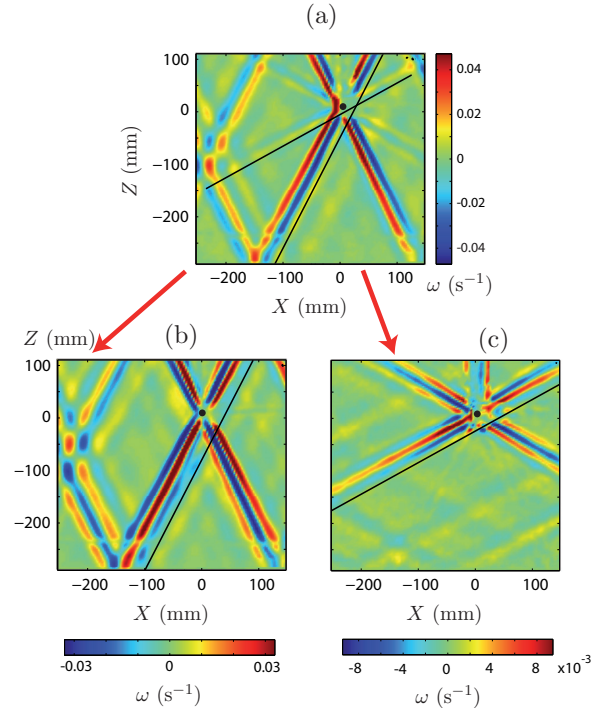 (a)
100
0
−100
−200
Z (mm)
−200 −100 0 100
X (mm)
0.04
0.02
0
-0.02
-0.04
ω (s⁻¹)
Z (mm)
(b)
(c)
100
0
−100
−200
−200 −100 0 100
X (mm)
−200 −100 0 100
X (mm)
-0.03 0 0.03
ω (s⁻¹)
-8 -4 0 4 8 x10⁻³
ω (s⁻¹)